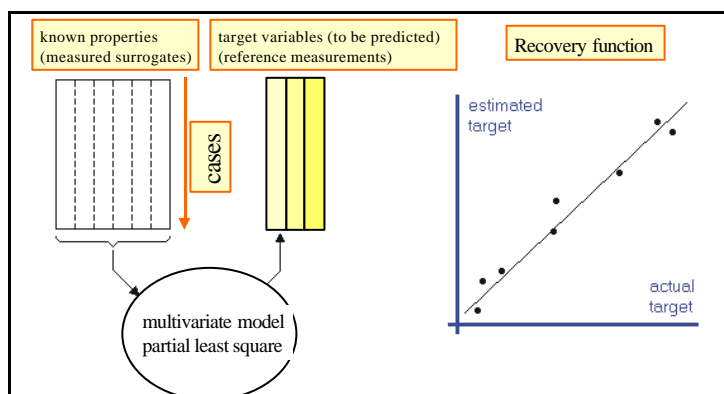 known properties
(measured surrogates)
target variables (to be predicted)
(reference measurements)
cases
multivariate model
partial least square
Recovery function
estimated
target
actual
target